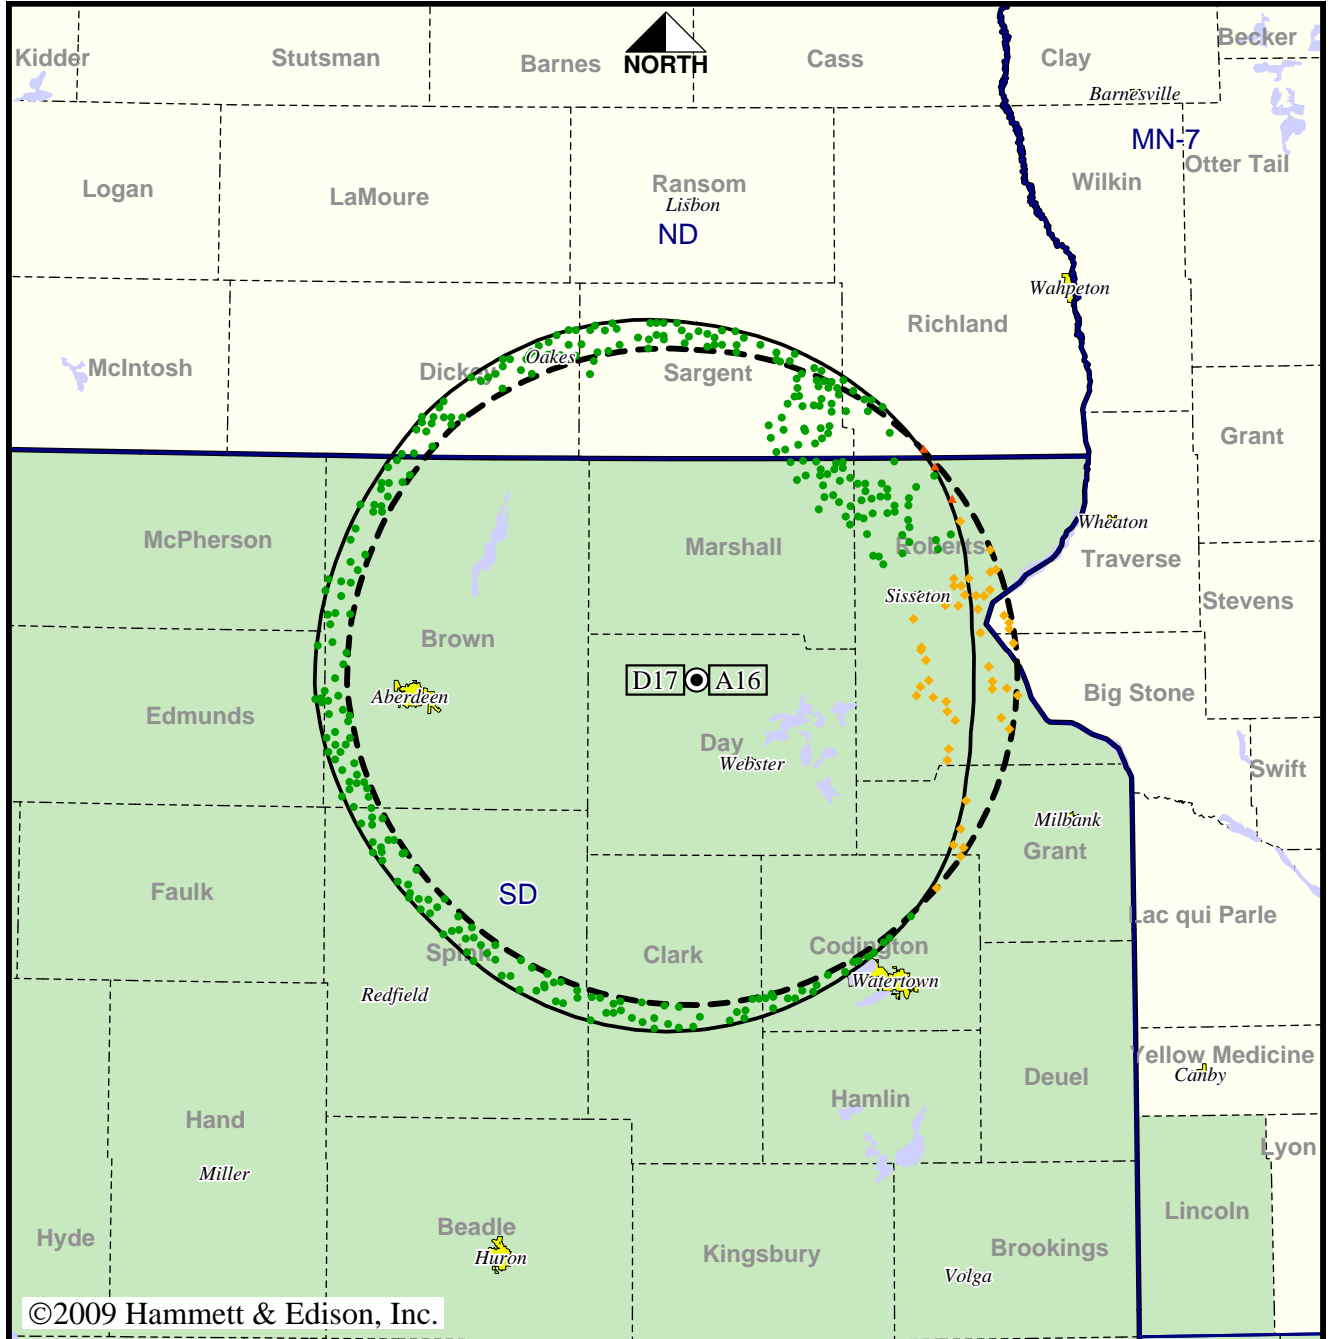 Kidder
Stutsman
Barnes
NORTH
Cass
Clay
Becker
Barnesville
MN-7
Otter Tail
Logan
LaMoure
Ransom
Lisbon
ND
Wilkin
Wahpeton
Richland
McIntosh
Dickey
Oakes
Sargent
Grant
McPherson
Marshall
Roberts
Wheaton
Traverse
Sisseton
Stevens
Brown
D17
A16
Aberdeen
Edmunds
Big Stone
Day
Webster
Swift
Milbank
Grant
Faulk
SD
Lac qui Parle
Spink
Clark
Codington
Watertown
Redfield
Yellow Medicine
Canby
Deuel
Hamlin
Hand
Lyon
Miller
Lincoln
Hyde
Beadle
Huron
Kingsbury
Brookings
Volga
©2009 Hammett & Edison, Inc.